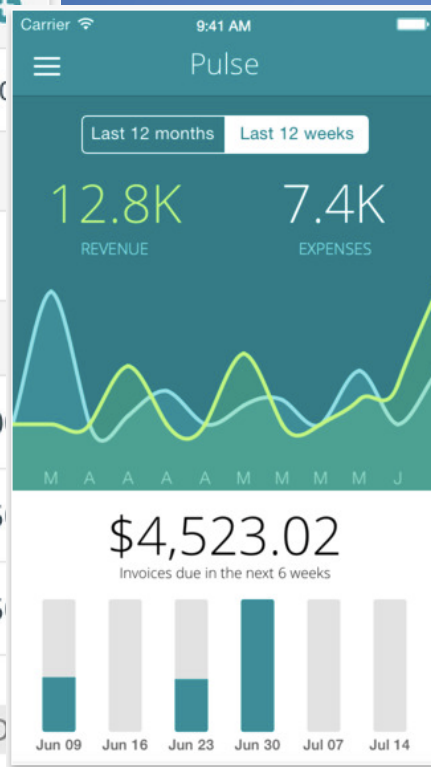 Carrier 9:41 AM
Pulse
Last 12 months Last 12 weeks
12.8K 7.4K
REVENUE EXPENSES
M A A A A M M M M J
$4,523.02
Invoices due in the next 6 weeks
Jun 09 Jun 16 Jun 23 Jun 30 Jul 07 Jul 14